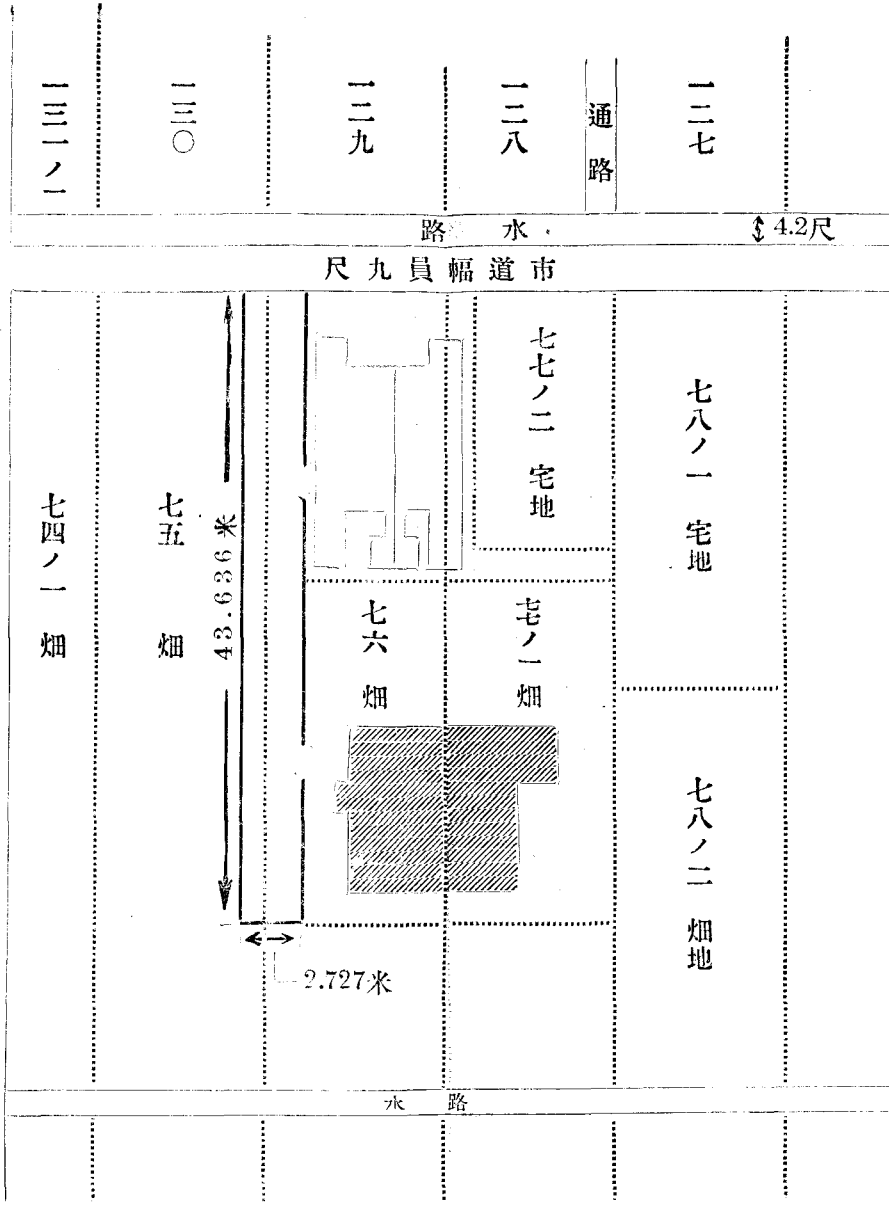 一三一ノ一
一三〇
一二九
一二八
通路
一二七
路 水
4.2尺
尺九員幅道市
七四ノ一 畑
七五 畑
43.636米
七六 畑
七七ノ二 宅地
七七ノ一 畑
七八ノ一 宅地
七八ノ二 畑地
2.727米
水 路